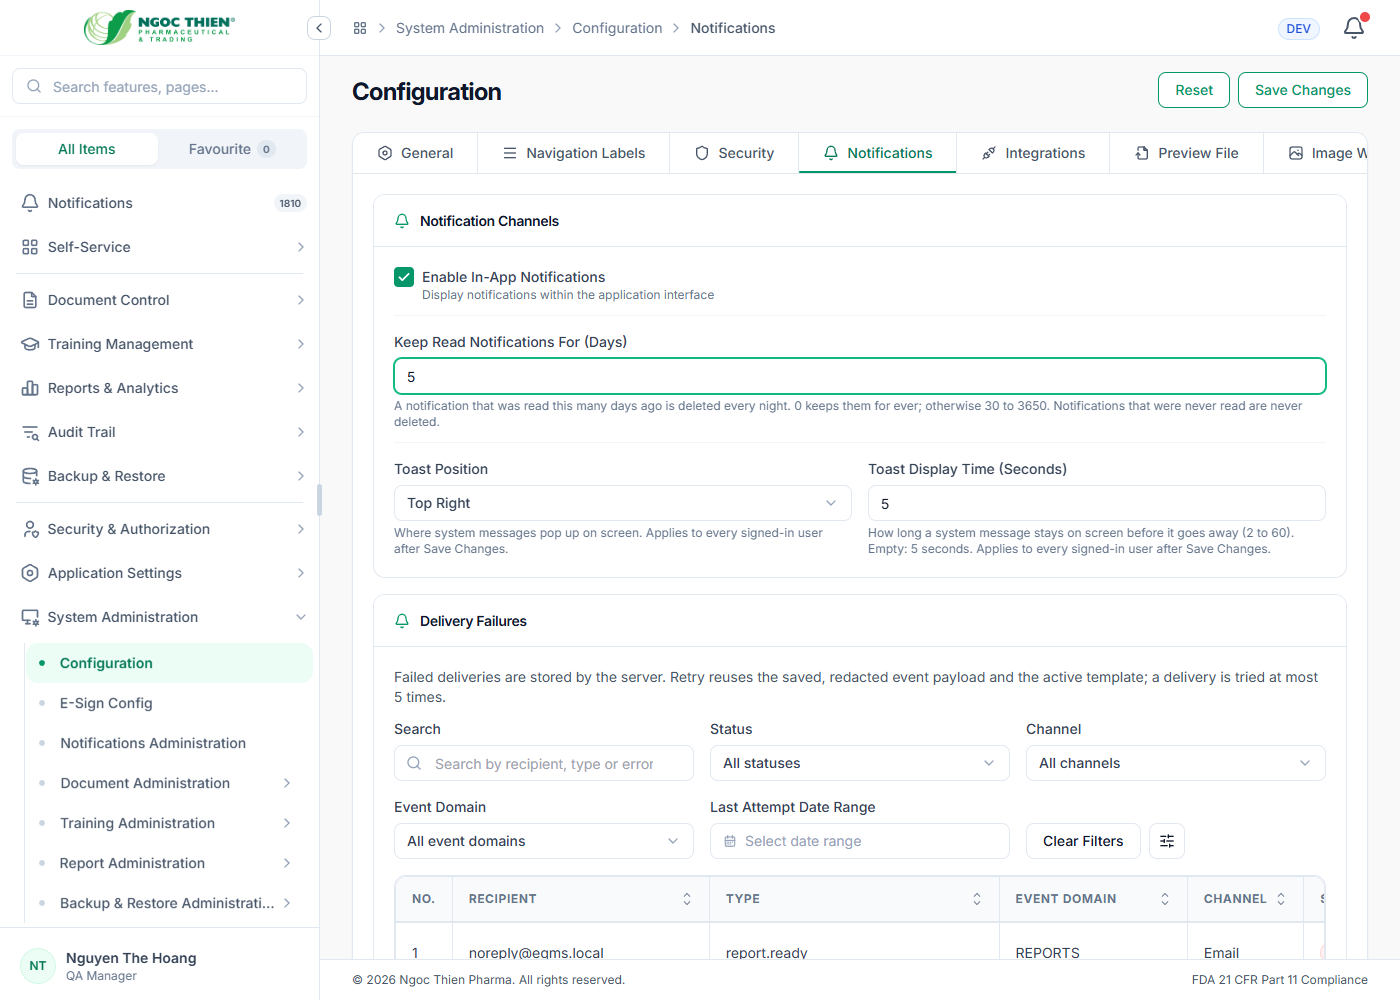 NGOC THIEN®
PHARMACEUTICAL
& TRADING
System Administration
Configuration
Notifications
DEV
Search features, pages...
All Items
Favourite 0
Notifications 1810
Self-Service
Document Control
Training Management
Reports & Analytics
Audit Trail
Backup & Restore
Security & Authorization
Application Settings
System Administration
Configuration
E-Sign Config
Notifications Administration
Document Administration
Training Administration
Report Administration
Backup & Restore Administrati...
NT
Nguyen The Hoang
QA Manager
Configuration
Reset
Save Changes
General
Navigation Labels
Security
Notifications
Integrations
Preview File
Image W
Notification Channels
Enable In-App Notifications
Display notifications within the application interface
Keep Read Notifications For (Days)
5
A notification that was read this many days ago is deleted every night. 0 keeps them for ever; otherwise 30 to 3650. Notifications that were never read are never
deleted.
Toast Position
Top Right
Where system messages pop up on screen. Applies to every signed-in user
after Save Changes.
Toast Display Time (Seconds)
5
How long a system message stays on screen before it goes away (2 to 60).
Empty: 5 seconds. Applies to every signed-in user after Save Changes.
Delivery Failures
Failed deliveries are stored by the server. Retry reuses the saved, redacted event payload and the active template; a delivery is tried at most
5 times.
Search
Search by recipient, type or error
Status
All statuses
Channel
All channels
Event Domain
All event domains
Last Attempt Date Range
Select date range
Clear Filters
NO. RECIPIENT TYPE EVENT DOMAIN CHANNEL
1 noreply@eqms.local report.ready REPORTS Email
© 2026 Ngoc Thien Pharma. All rights reserved.
FDA 21 CFR Part 11 Compliance